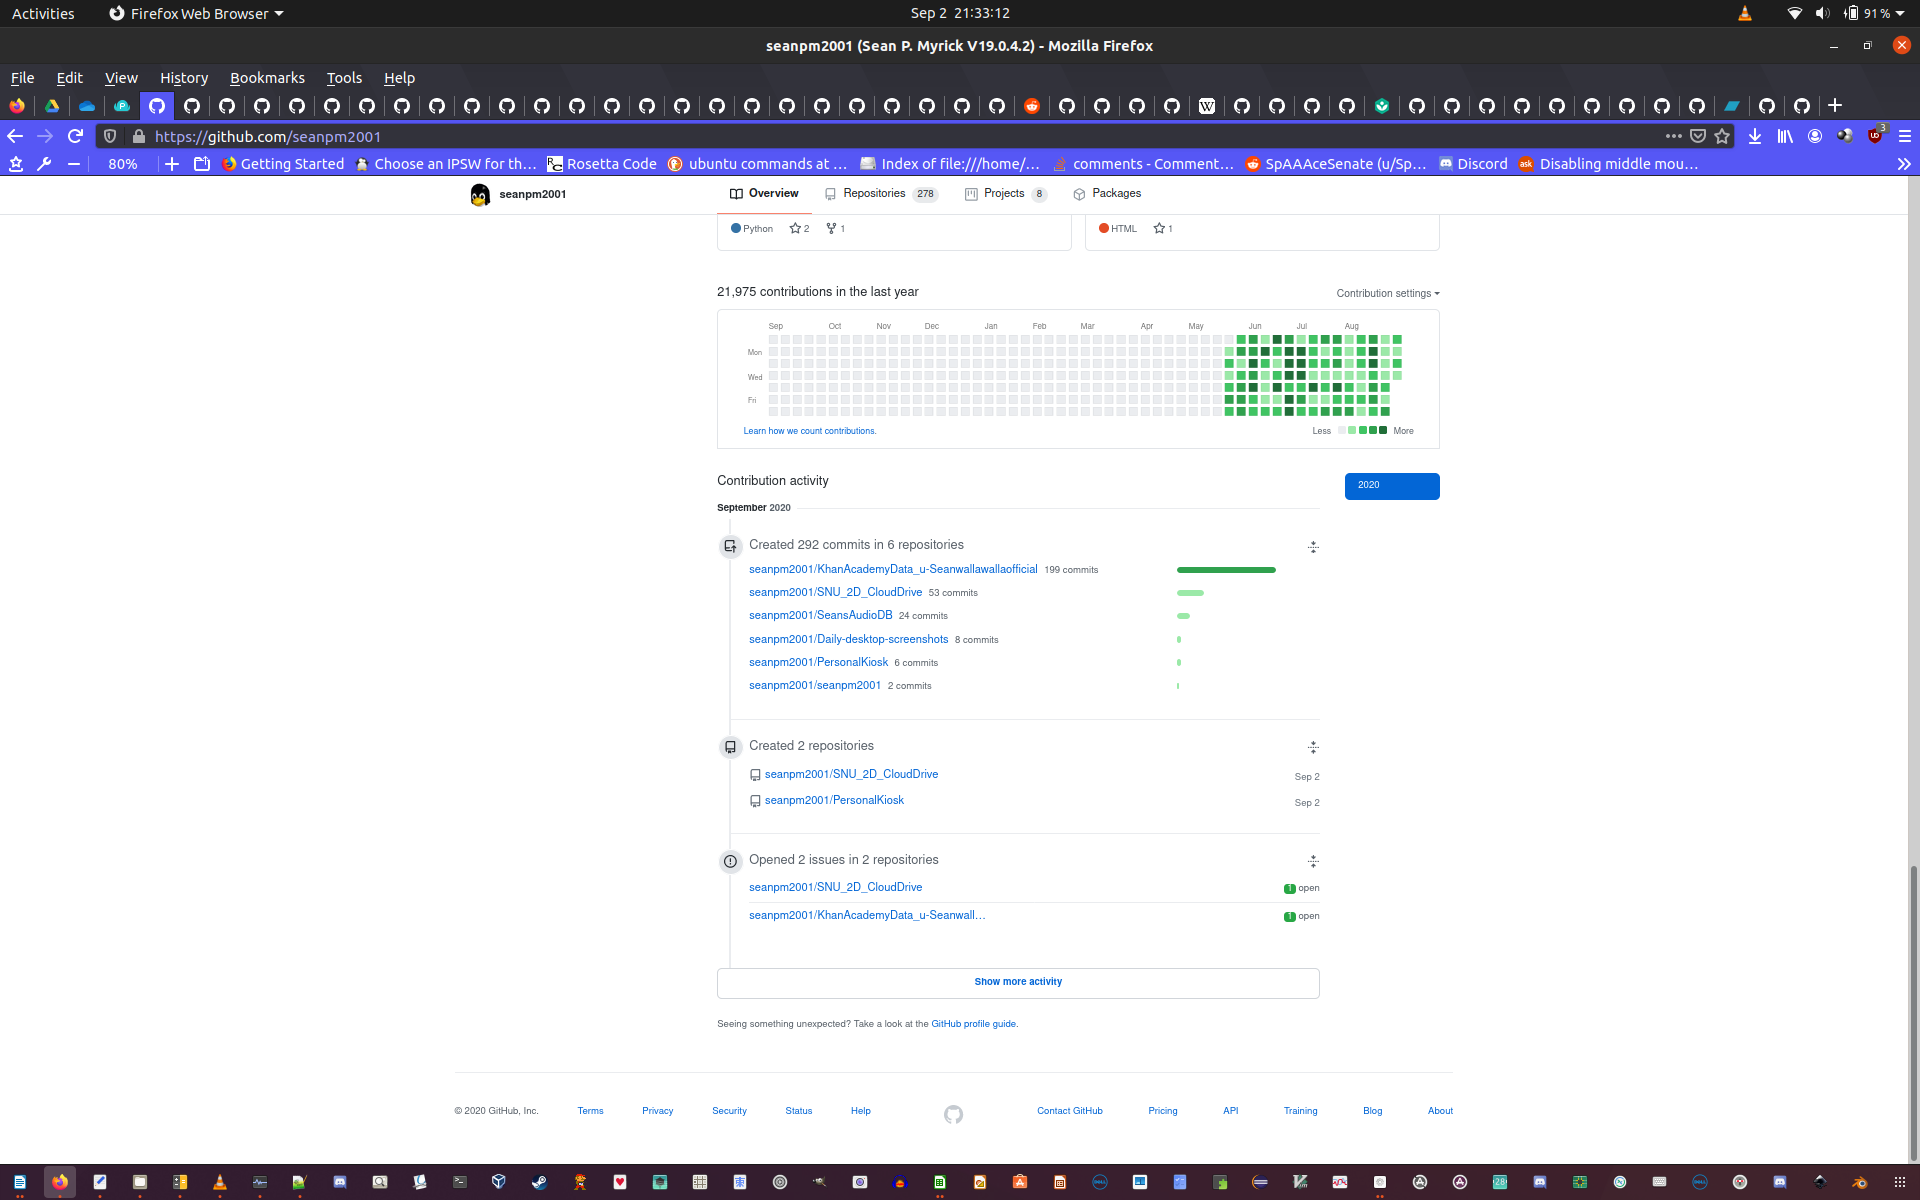 Activities Firefox Web Browser Sep 2 21:33:12 91 %
seanpm2001 (Sean P. Myrick V19.0.4.2) - Mozilla Firefox
File Edit View History Bookmarks Tools Help
https://github.com/seanpm2001 3
80% Getting Started Choose an IPSW for th… Rosetta Code ubuntu commands at … Index of file:///home/… comments - Comment… SpAAAceSenate (u/Sp… Discord Disabling middle mou…
seanpm2001 Overview Repositories 278 Projects 8 Packages
Python 2 1 HTML 1
21,975 contributions in the last year Contribution settings
Sep Oct Nov Dec Jan Feb Mar Apr May Jun Jul Aug
Mon
Wed
Fri
Learn how we count contributions. Less More
Contribution activity 2020
September 2020
Created 292 commits in 6 repositories
seanpm2001/KhanAcademyData_u-Seanwallawallaofficial 199 commits
seanpm2001/SNU_2D_CloudDrive 53 commits
seanpm2001/SeansAudioDB 24 commits
seanpm2001/Daily-desktop-screenshots 8 commits
seanpm2001/PersonalKiosk 6 commits
seanpm2001/seanpm2001 2 commits
Created 2 repositories
seanpm2001/SNU_2D_CloudDrive Sep 2
seanpm2001/PersonalKiosk Sep 2
Opened 2 issues in 2 repositories
seanpm2001/SNU_2D_CloudDrive 1 open
seanpm2001/KhanAcademyData_u-Seanwall… 1 open
Show more activity
Seeing something unexpected? Take a look at the GitHub profile guide.
© 2020 GitHub, Inc. Terms Privacy Security Status Help Contact GitHub Pricing API Training Blog About